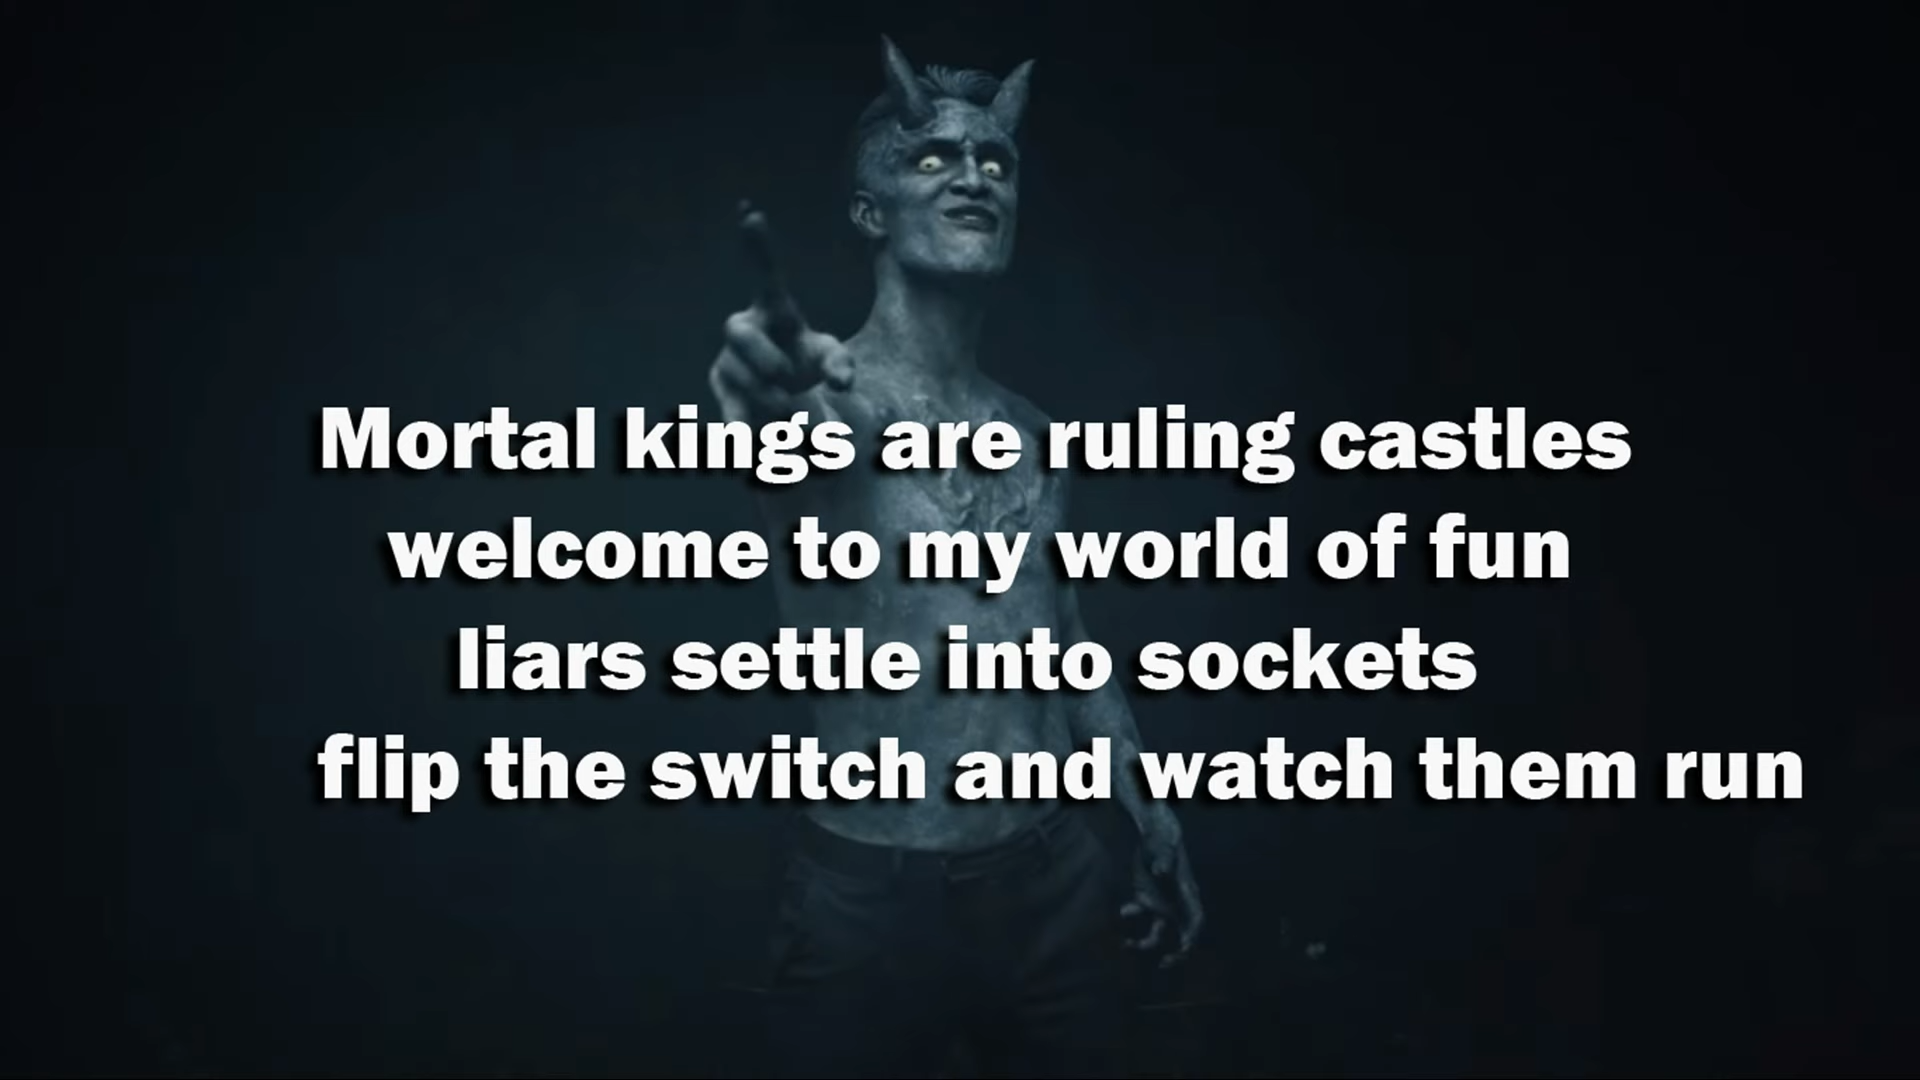 Mortal kings are ruling castles
welcome to my world of fun
liars settle into sockets
flip the switch and watch them run